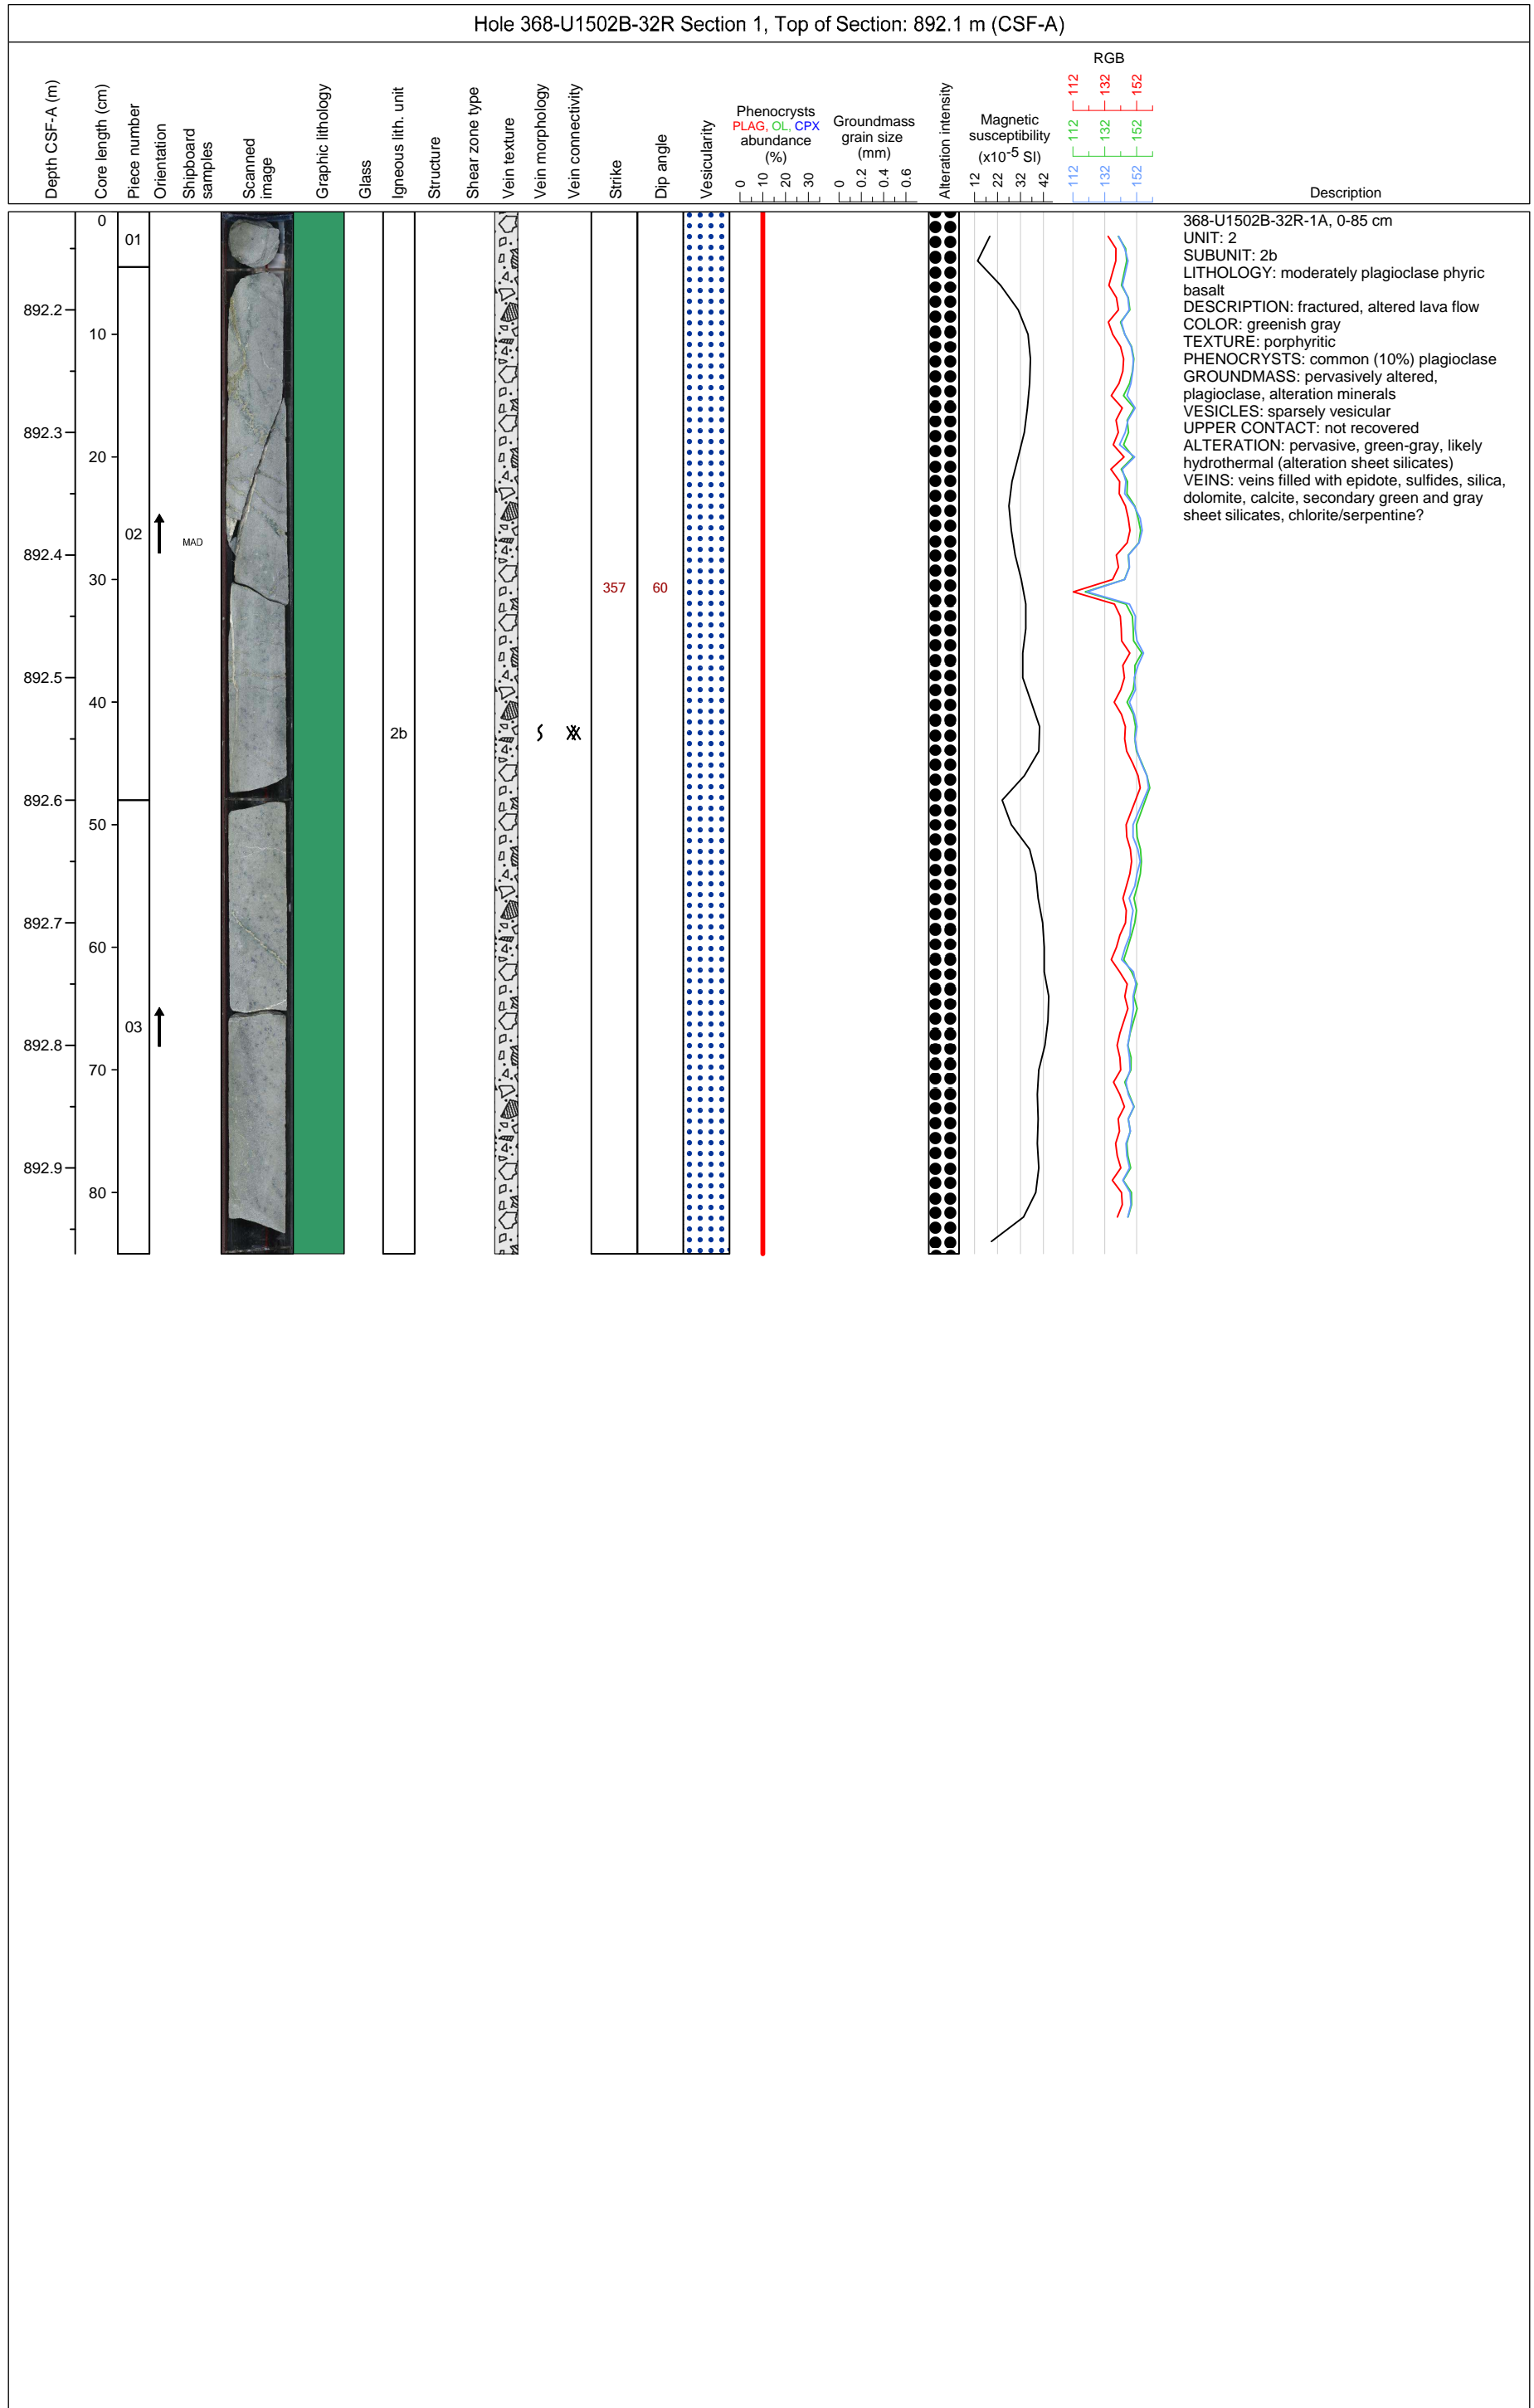 Hole 368-U1502B-32R Section 1, Top of Section: 892.1 m (CSF-A)
Depth CSF-A (m)
Core length (cm)
Piece number
Orientation
Shipboard
samples
Scanned
image
Graphic lithology
Glass
Igneous lith. unit
Structure
Shear zone type
Vein texture
Vein morphology
Vein connectivity
Strike
Dip angle
Vesicularity
Phenocrysts
PLAG, OL, CPX
abundance
(%)
0 10 20 30
Groundmass
grain size
(mm)
0 0.2 0.4 0.6
Alteration intensity
Magnetic
susceptibility
(x10-5 SI)
12 22 32 42
RGB
112 132 152
112 132 152
112 132 152
Description
0
01
892.2
10
892.3
20
02
MAD
892.4
30
357
60
892.5
40
2b
892.6
50
892.7
60
03
892.8
70
892.9
80
368-U1502B-32R-1A, 0-85 cm
UNIT: 2
SUBUNIT: 2b
LITHOLOGY: moderately plagioclase phyric
basalt
DESCRIPTION: fractured, altered lava flow
COLOR: greenish gray
TEXTURE: porphyritic
PHENOCRYSTS: common (10%) plagioclase
GROUNDMASS: pervasively altered,
plagioclase, alteration minerals
VESICLES: sparsely vesicular
UPPER CONTACT: not recovered
ALTERATION: pervasive, green-gray, likely
hydrothermal (alteration sheet silicates)
VEINS: veins filled with epidote, sulfides, silica,
dolomite, calcite, secondary green and gray
sheet silicates, chlorite/serpentine?